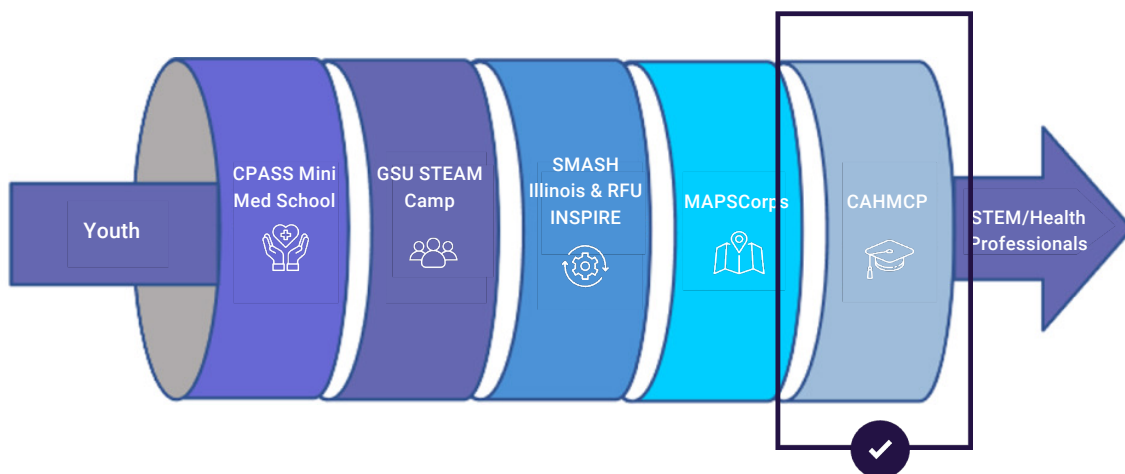 Youth
CPASS Mini
Med School
GSU STEAM
Camp
SMASH
Illinois & RFU
INSPIRE
MAPSCorps
CAHMCP
STEM/Health
Professionals